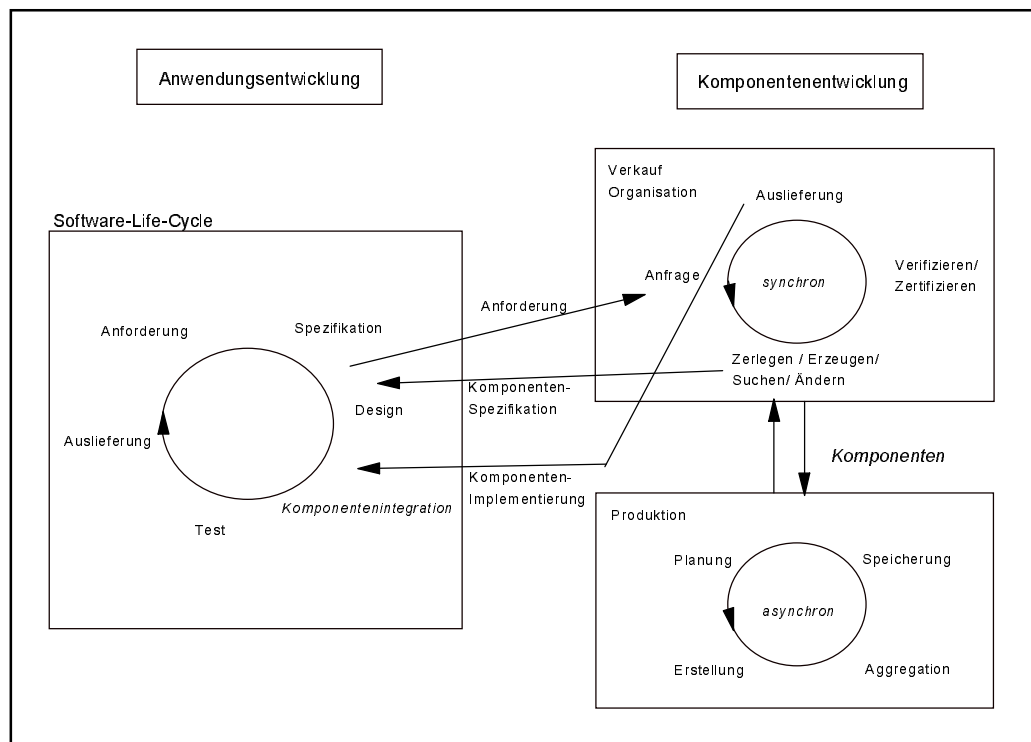 Anwendungsentwicklung
Komponentenentwicklung
Software-Life-Cycle
Anforderung
Spezifikation
Design
Auslieferung
Test
Komponentenintegration
Anforderung
Komponenten-
Spezifikation
Komponenten-
Implementierung
Verkauf
Organisation
Auslieferung
Anfrage
synchron
Verifizieren/
Zertifizieren
Zerlegen / Erzeugen/
Suchen/ Ändern
Komponenten
Produktion
Planung
Speicherung
asynchron
Erstellung
Aggregation